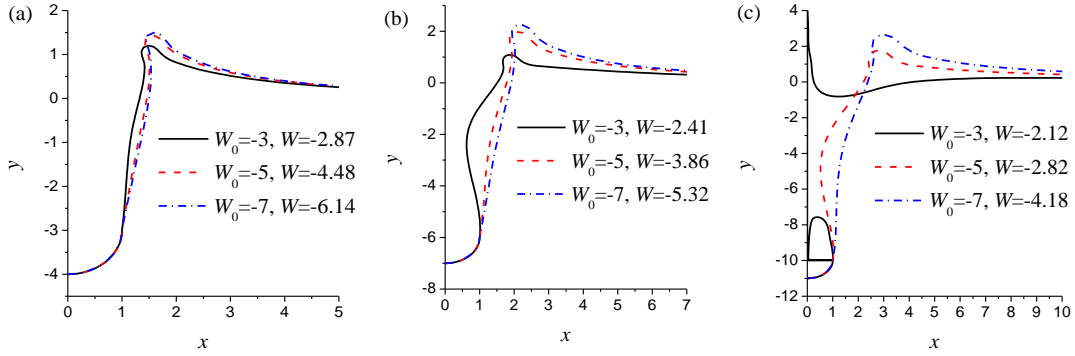 (a)
2
1
0
-1
-2
-3
-4
y
0 1 2 3 4 5
x
W₀=-3, W=-2.87
W₀=-5, W=-4.48
W₀=-7, W=-6.14
(b)
2
0
-2
-4
-6
-8
y
0 1 2 3 4 5 6 7
x
W₀=-3, W=-2.41
W₀=-5, W=-3.86
W₀=-7, W=-5.32
(c)
4
2
0
-2
-4
-6
-8
-10
-12
y
0 1 2 3 4 5 6 7 8 9 10
x
W₀=-3, W=-2.12
W₀=-5, W=-2.82
W₀=-7, W=-4.18